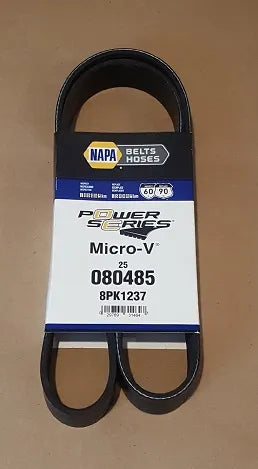 NAPA BELTS
HOSES
60 90
POWER
SERIES
Micro-V®
25
080485
8PK1237